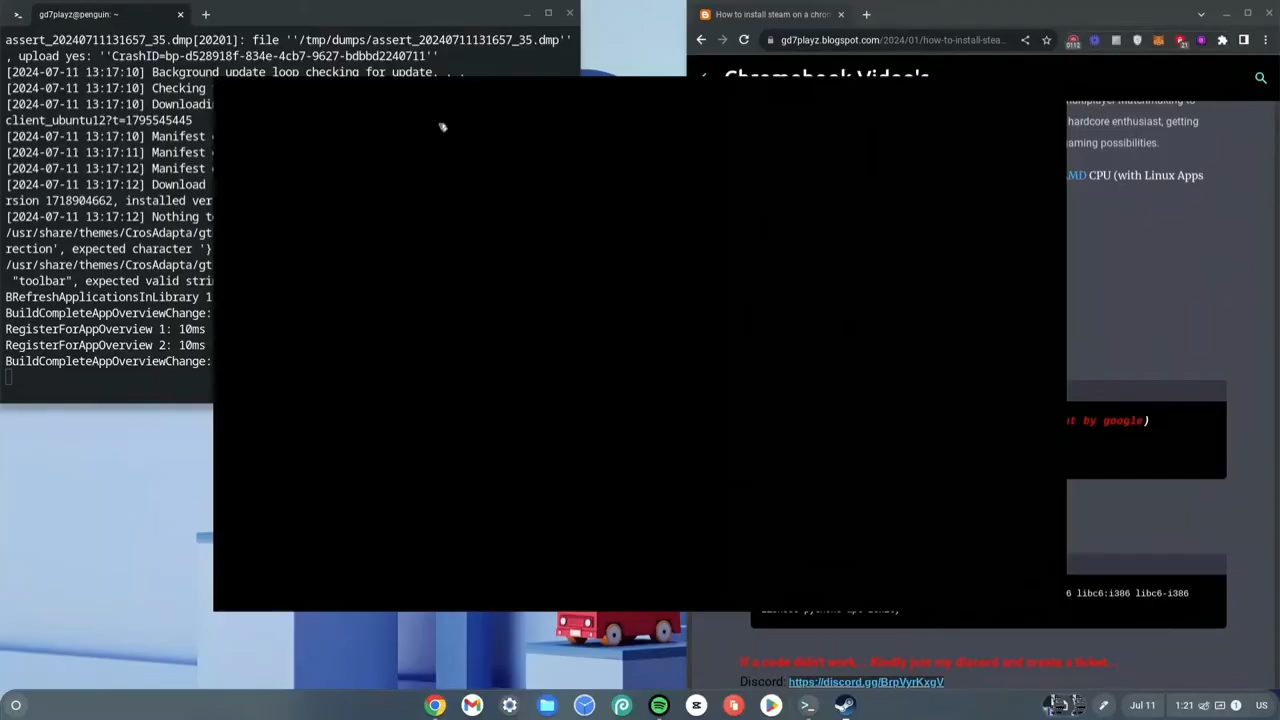 gd7playz@penguin: ~
assert_20240711131657_35.dmp[20201]: file ''/tmp/dumps/assert_20240711131657_35.dmp''
, upload yes: ''CrashID=bp-d528918f-834e-4cb7-9627-bdbbd2240711''
[2024-07-11 13:17:10] Background update loop checking for update. . .
[2024-07-11 13:17:10] Checking
[2024-07-11 13:17:10] Downloadi
client_ubuntu12?t=1795545445
[2024-07-11 13:17:10] Manifest
[2024-07-11 13:17:11] Manifest
[2024-07-11 13:17:12] Manifest
[2024-07-11 13:17:12] Download
rsion 1718904662, installed ver
[2024-07-11 13:17:12] Nothing t
/usr/share/themes/CrosAdapta/gt
rection', expected character '}
/usr/share/themes/CrosAdapta/gt
"toolbar", expected valid stri
BRefreshApplicationsInLibrary 1
BuildCompleteAppOverviewChange:
RegisterForAppOverview 1: 10ms
RegisterForAppOverview 2: 10ms
BuildCompleteAppOverviewChange:
How to install steam on a chron
gd7playz.blogspot.com/2024/01/how-to-install-stea...
Chromebook Video's
multiplayer matchmaking to
hardcore enthusiast, getting
aming possibilities.
AMD CPU (with Linux Apps
ut by google)
6 libc6:i386 libc6-i386
If a code didn't work... Kindly just my discord and create a ticket...
Discord: https://discord.gg/BrpVyrKxgV
Jul 11
1:21
US